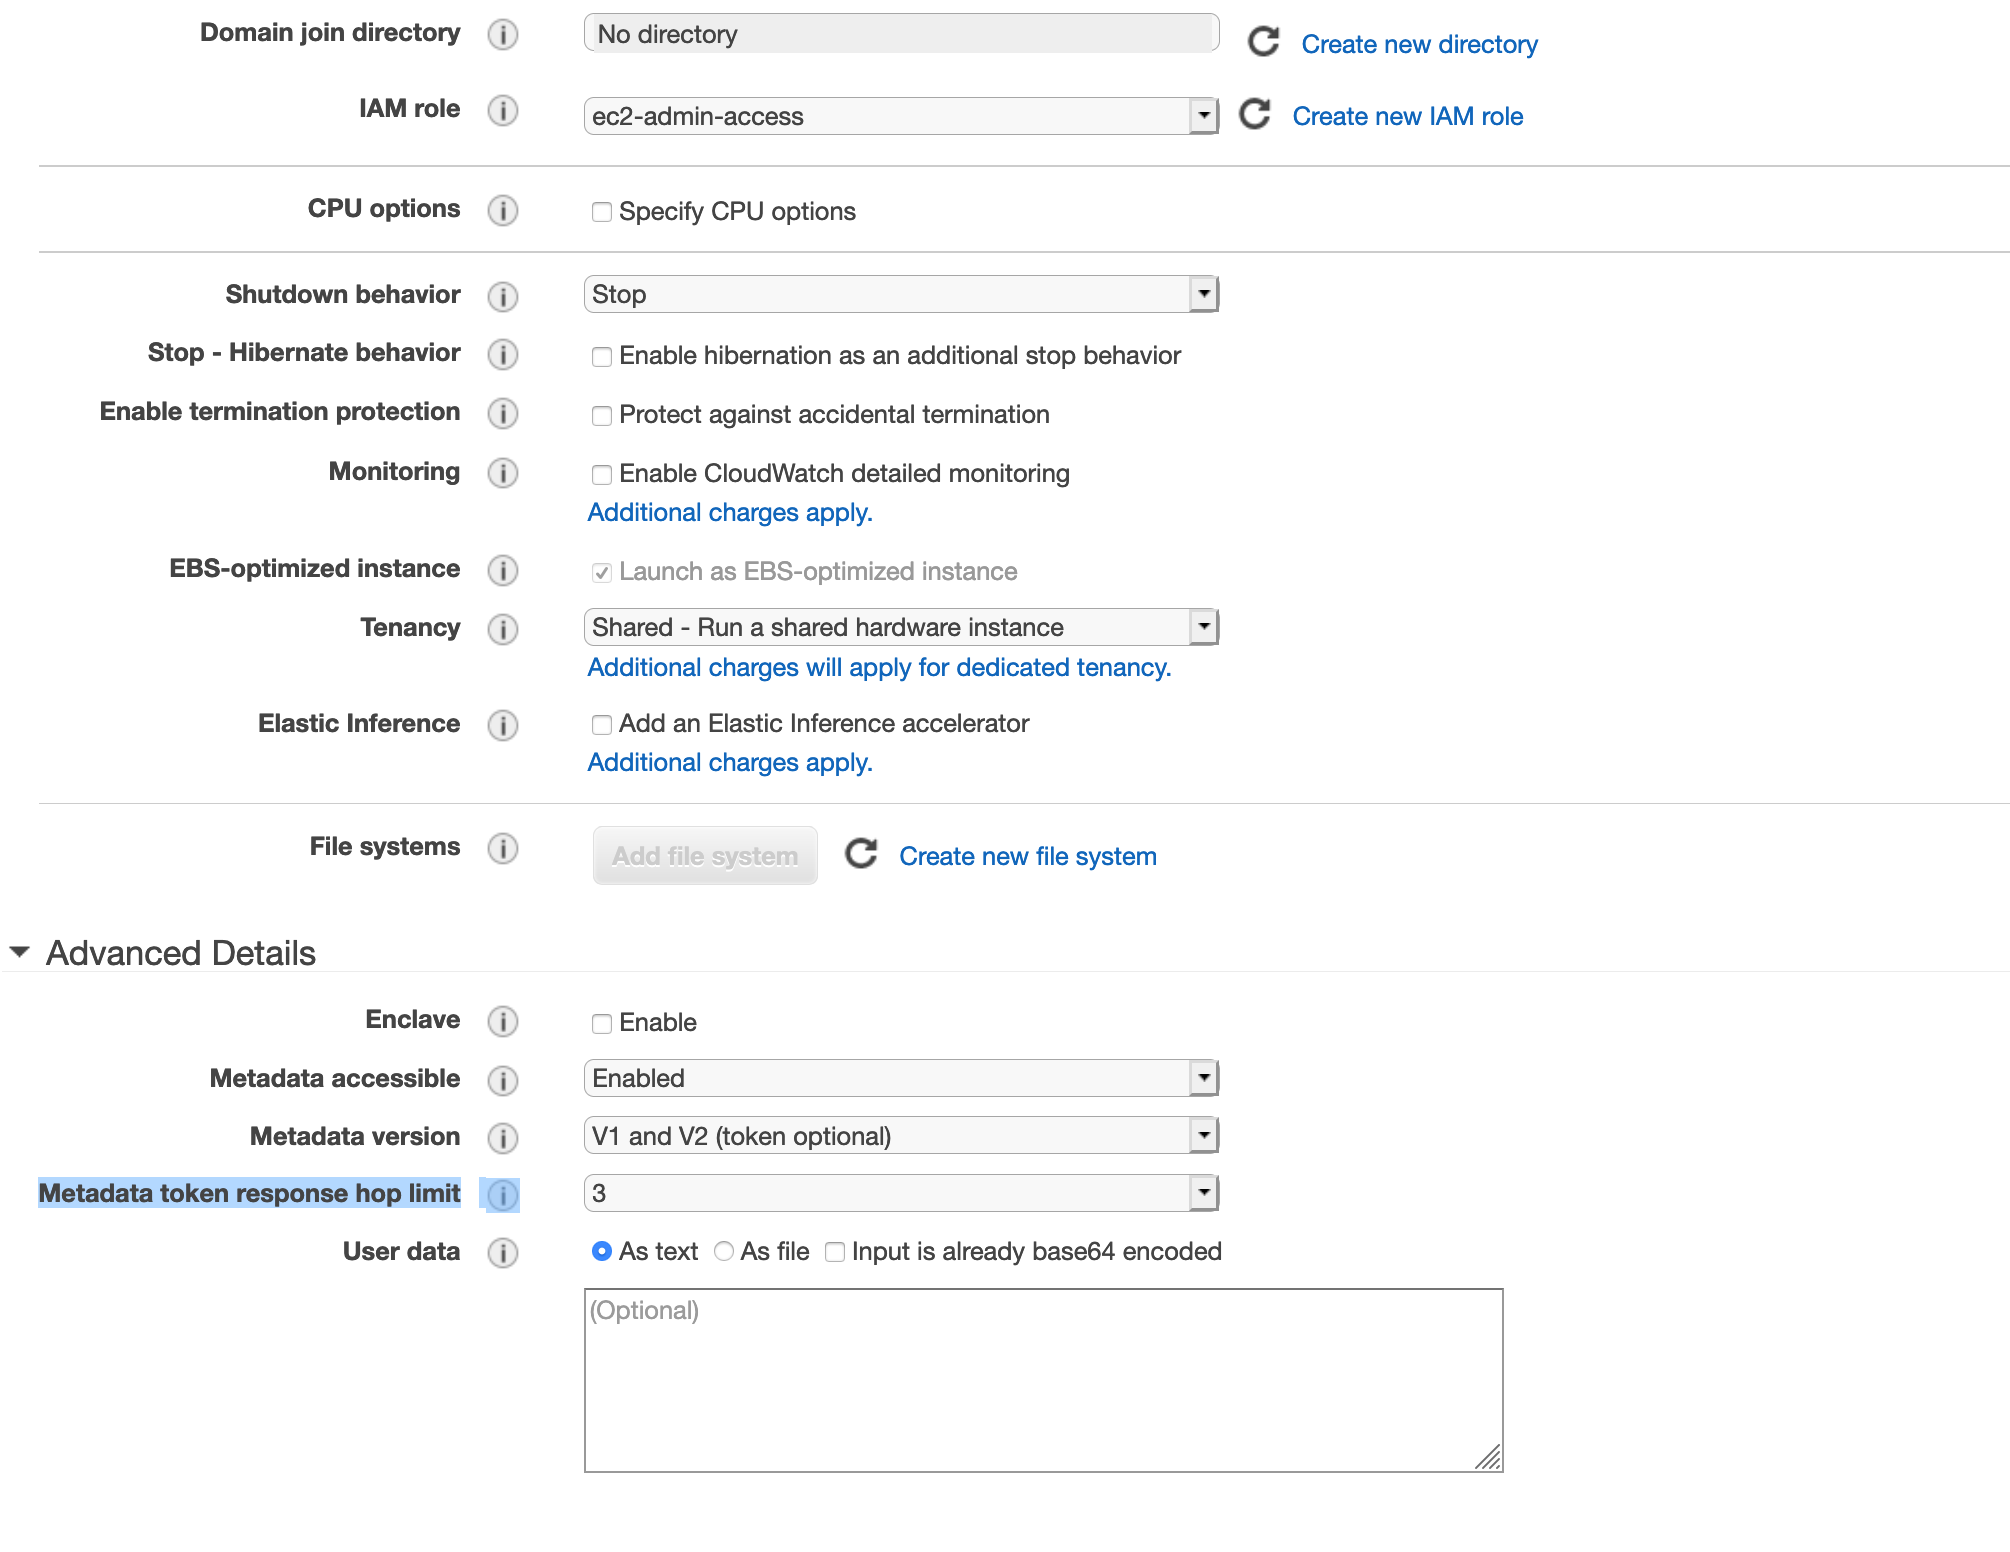 Domain join directory No directory Create new directory
IAM role ec2-admin-access Create new IAM role
CPU options Specify CPU options
Shutdown behavior Stop
Stop - Hibernate behavior Enable hibernation as an additional stop behavior
Enable termination protection Protect against accidental termination
Monitoring Enable CloudWatch detailed monitoring
Additional charges apply.
EBS-optimized instance Launch as EBS-optimized instance
Tenancy Shared - Run a shared hardware instance
Additional charges will apply for dedicated tenancy.
Elastic Inference Add an Elastic Inference accelerator
Additional charges apply.
File systems Add file system Create new file system
Advanced Details
Enclave Enable
Metadata accessible Enabled
Metadata version V1 and V2 (token optional)
Metadata token response hop limit 3
User data As text As file Input is already base64 encoded
(Optional)